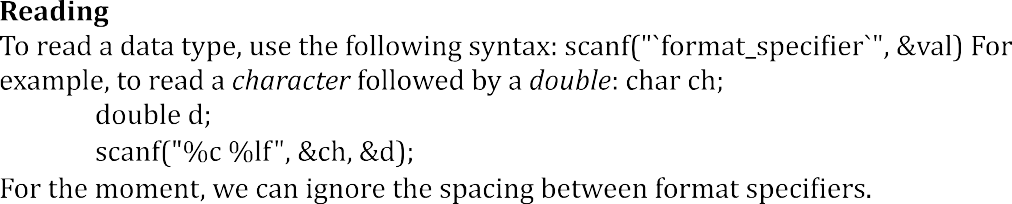 Reading
To read a data type, use the following syntax: scanf("`format_specifier`", &val) For
example, to read a character followed by a double: char ch;
double d;
scanf("%c %lf", &ch, &d);
For the moment, we can ignore the spacing between format specifiers.